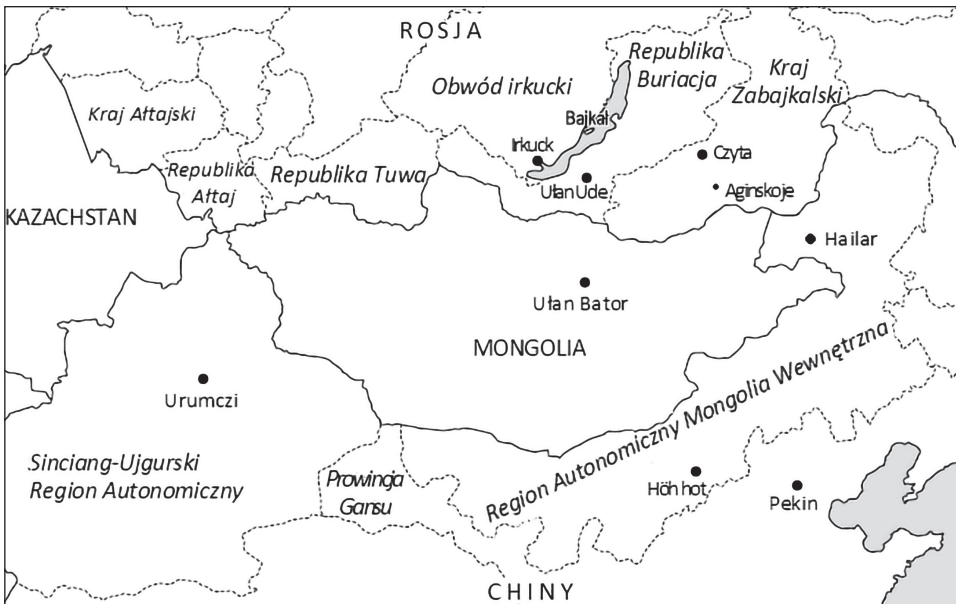 ROSJA
Republika
Buriacja
Kraj
Zabajkalski
Obwód irkucki
Kraj Ałtajski
Bajkał
Irkuck
Czyta
Republika
Ałtaj
Republika Tuwa
Ułan Ude
Aginskoje
KAZACHSTAN
Hailar
Ułan Bator
MONGOLIA
Urumczi
Region Autonomiczny Mongolia Wewnętrzna
Sinciang-Ujgurski
Region Autonomiczny
Prowincja
Gansu
Höhhot
Pekin
CHINY